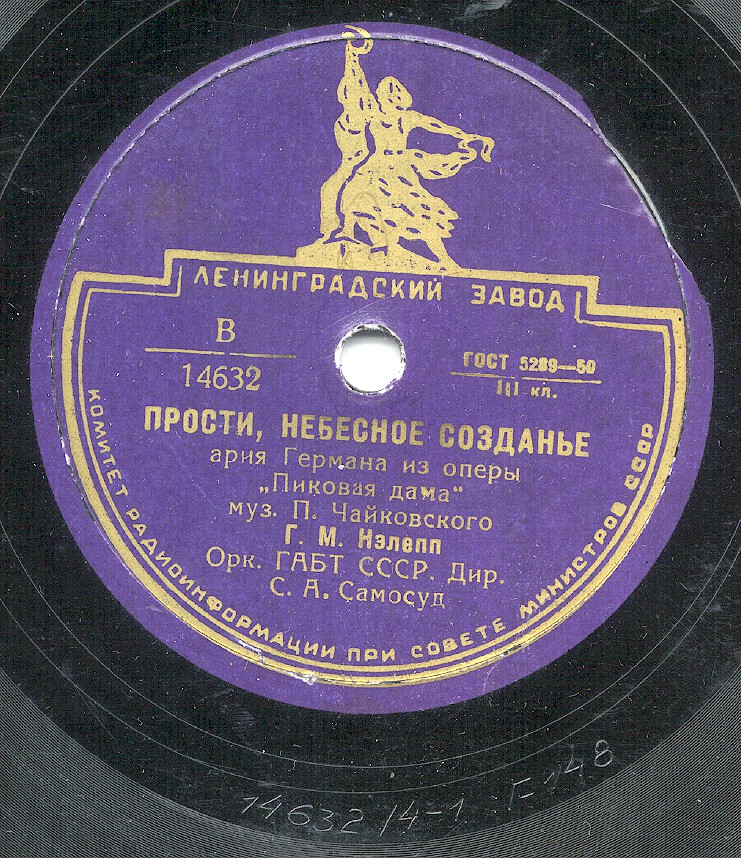 ЛЕНИНГРАДСКИЙ ЗАВОД
В
14632
ГОСТ 5289—50
III кл.
ПРОСТИ, НЕБЕСНОЕ СОЗДАНЬЕ
ария Германа из оперы
„Пиковая дама"
муз. П. Чайковского
Г. М. Нэлепп
Орк. ГАБТ СССР. Дир.
С. А. Самосуд
КОМИТЕТ РАДИОИНФОРМАЦИИ ПРИ СОВЕТЕ МИНИСТРОВ СССР
14632/4-1 Г-148